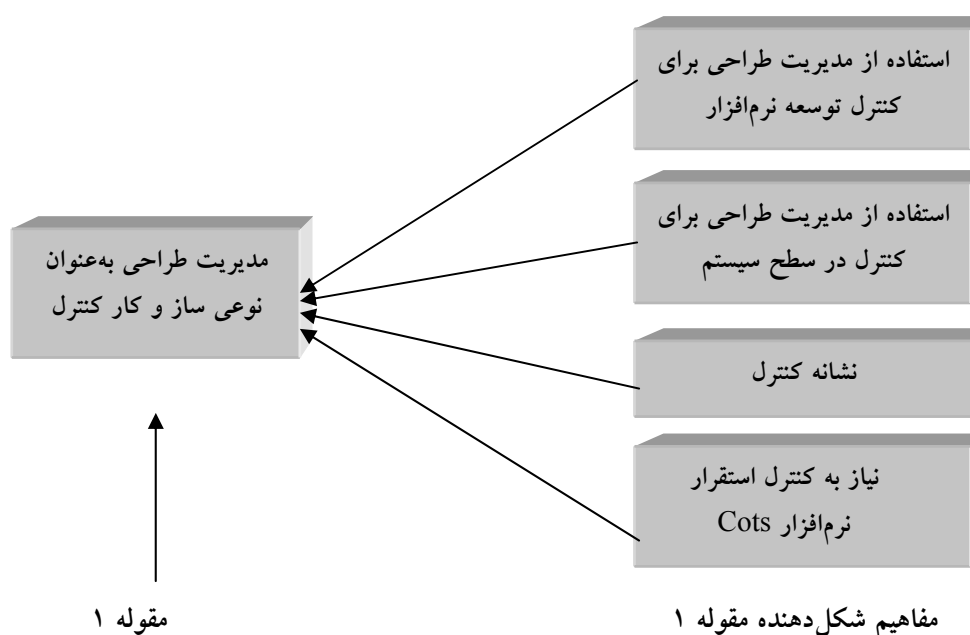 استفاده از مدیریت طراحی برای
کنترل توسعه نرم‌افزار
استفاده از مدیریت طراحی برای
کنترل در سطح سیستم
نشانه کنترل
نیاز به کنترل استقرار
نرم‌افزار Cots
مدیریت طراحی به‌عنوان
نوعی ساز و کار کنترل
مفاهیم شکل‌دهنده مقوله ۱
مقوله ۱